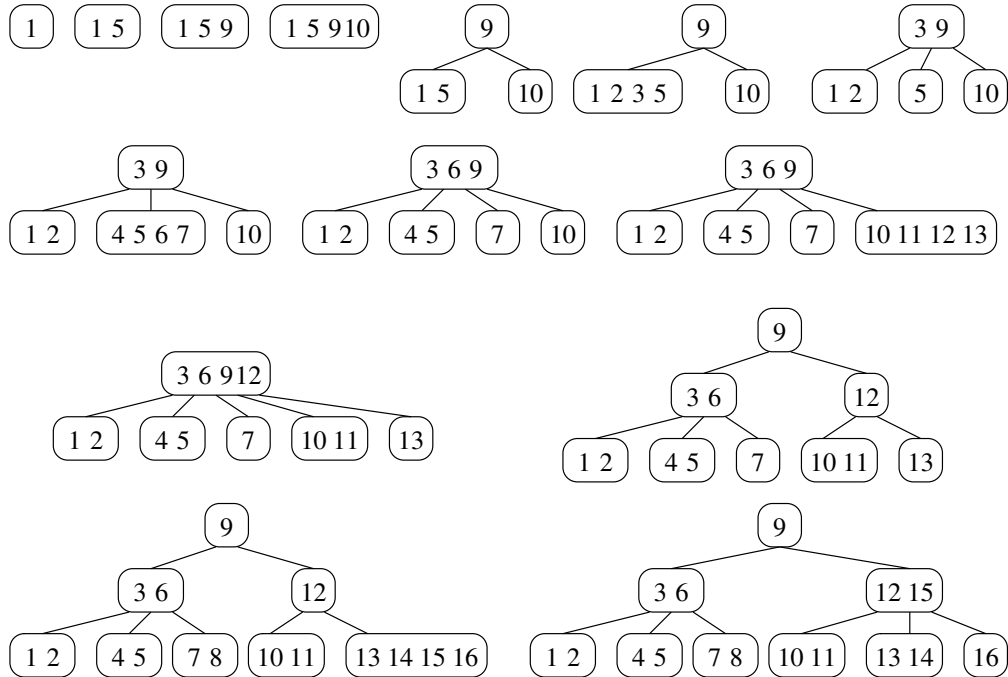 1 1 5 1 5 9 1 5 9 10 9 9 3 9
1 5 10 1 2 3 5 10 1 2 5 10
3 9 3 6 9 3 6 9
1 2 4 5 6 7 10 1 2 4 5 7 10 1 2 4 5 7 10 11 12 13
9
3 6 9 12
3 6 12
1 2 4 5 7 10 11 13
1 2 4 5 7 10 11 13
9 9
3 6 12 3 6 12 15
1 2 4 5 7 8 10 11 13 14 15 16 1 2 4 5 7 8 10 11 13 14 16